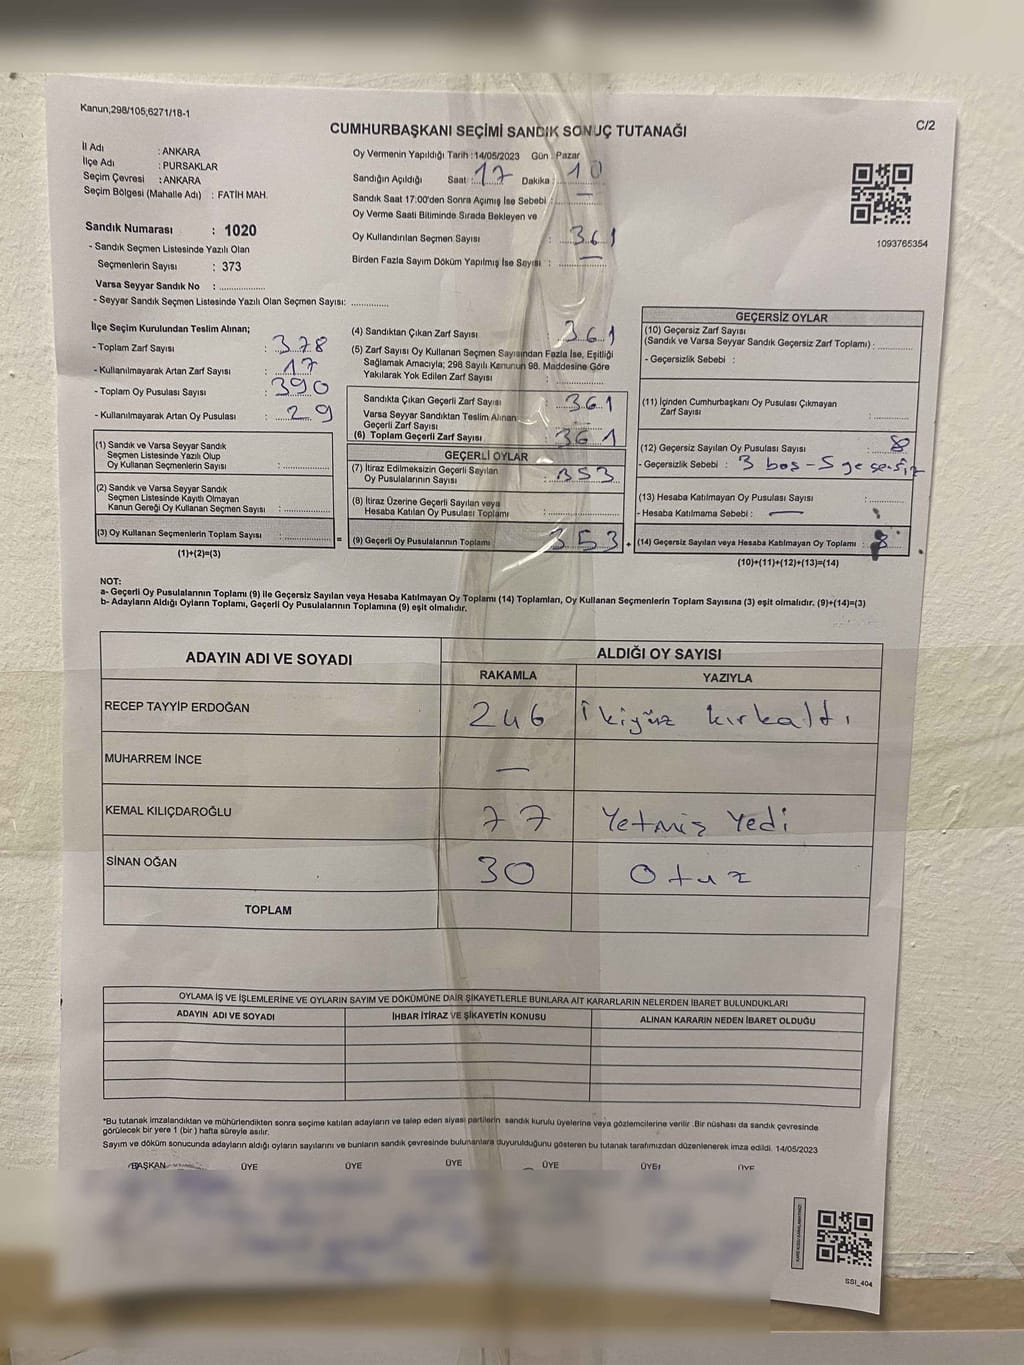 Kanun;298/105;6271/18-1
C/2
CUMHURBAŞKANI SEÇİMİ SANDIK SONUÇ TUTANAĞI
İl Adı : ANKARA
İlçe Adı : PURSAKLAR
Seçim Çevresi : ANKARA
Seçim Bölgesi (Mahalle Adı) : FATİH MAH.
Sandık Numarası : 1020
- Sandık Seçmen Listesinde Yazılı Olan
Seçmenlerin Sayısı : 373
Varsa Seyyar Sandık No :
- Seyyar Sandık Seçmen Listesinde Yazılı Olan Seçmen Sayısı:
Oy Vermenin Yapıldığı Tarih :14/05/2023 Gün : Pazar
Sandığın Açıldığı Saat : 17 Dakika : 10
Sandık Saat 17:00'den Sonra Açımış İse Sebebi : —
Oy Verme Saati Bitiminde Sırada Bekleyen ve
Oy Kullandırılan Seçmen Sayısı : 361
Birden Fazla Sayım Döküm Yapılmış İse Sayısı : —
1093765354
İlçe Seçim Kurulundan Teslim Alınan;
- Toplam Zarf Sayısı : 378
- Kullanılmayarak Artan Zarf Sayısı : 17
- Toplam Oy Pusulası Sayısı : 390
- Kullanılmayarak Artan Oy Pusulası : 29
(1) Sandık ve Varsa Seyyar Sandık
Seçmen Listesinde Yazılı Olup
Oy Kullanan Seçmenlerin Sayısı :
(2) Sandık ve Varsa Seyyar Sandık
Seçmen Listesinde Kayıtlı Olmayan
Kanun Gereği Oy Kullanan Seçmen Sayısı :
(3) Oy Kullanan Seçmenlerin Toplam Sayısı :
(1)+(2)=(3)
(4) Sandıktan Çıkan Zarf Sayısı : 361
(5) Zarf Sayısı Oy Kullanan Seçmen Sayısından Fazla İse, Eşitliği
Sağlamak Amacıyla; 298 Sayılı Kanunun 98. Maddesine Göre
Yakılarak Yok Edilen Zarf Sayısı :
Sandıkta Çıkan Geçerli Zarf Sayısı : 361
Varsa Seyyar Sandıktan Teslim Alınan
Geçerli Zarf Sayısı :
(6) Toplam Geçerli Zarf Sayısı : 361
GEÇERLİ OYLAR
(7) İtiraz Edilmeksizin Geçerli Sayılan
Oy Pusulalarının Sayısı : 353
(8) İtiraz Üzerine Geçerli Sayılan veya
Hesaba Katılan Oy Pusulası Toplamı :
= (9) Geçerli Oy Pusulalarının Toplamı : 353 +
GEÇERSİZ OYLAR
(10) Geçersiz Zarf Sayısı
(Sandık ve Varsa Seyyar Sandık Geçersiz Zarf Toplamı) :
- Geçersizlik Sebebi :
(11) İçinden Cumhurbaşkanı Oy Pusulası Çıkmayan
Zarf Sayısı :
(12) Geçersiz Sayılan Oy Pusulası Sayısı : 8
- Geçersizlik Sebebi : 3 boş - 5 geçersiz
(13) Hesaba Katılmayan Oy Pusulası Sayısı :
- Hesaba Katılmama Sebebi : —
(14) Geçersiz Sayılan veya Hesaba Katılmayan Oy Toplamı : 8
(10)+(11)+(12)+(13)=(14)
NOT:
a- Geçerli Oy Pusulalarının Toplamı (9) ile Geçersiz Sayılan veya Hesaba Katılmayan Oy Toplamı (14) Toplamları, Oy Kullanan Seçmenlerin Toplam Sayısına (3) eşit olmalıdır. (9)+(14)=(3)
b- Adayların Aldığı Oyların Toplamı, Geçerli Oy Pusulalarının Toplamına (9) eşit olmalıdır.
ADAYIN ADI VE SOYADI
ALDIĞI OY SAYISI
RAKAMLA YAZIYLA
RECEP TAYYİP ERDOĞAN 246 İkiyüz kırkaltı
MUHARREM İNCE —
KEMAL KILIÇDAROĞLU 77 Yetmiş Yedi
SİNAN OĞAN 30 Otuz
TOPLAM
OYLAMA İŞ VE İŞLEMLERİNE VE OYLARIN SAYIM VE DÖKÜMÜNE DAİR ŞİKAYETLERLE BUNLARA AİT KARARLARIN NELERDEN İBARET BULUNDUKLARI
ADAYIN ADI VE SOYADI İHBAR İTİRAZ VE ŞİKAYETİN KONUSU ALINAN KARARIN NEDEN İBARET OLDUĞU
*Bu tutanak imzalandıktan ve mühürlendikten sonra seçime katılan adayların ve talep eden siyasi partilerin sandık kurulu üyelerine veya gözlemcilerine verilir .Bir nüshası da sandık çevresinde
görülecek bir yere 1 (bir ) hafta süreyle asılır.
Sayım ve döküm sonucunda adayların aldığı oyların sayılarını ve bunların sandık çevresinde bulunanlara duyurulduğunu gösteren bu tutanak tarafımızdan düzenlenerek imza edildi. 14/05/2023
BAŞKAN ÜYE ÜYE ÜYE ÜYE ÜYE ÜYE
SSI_404